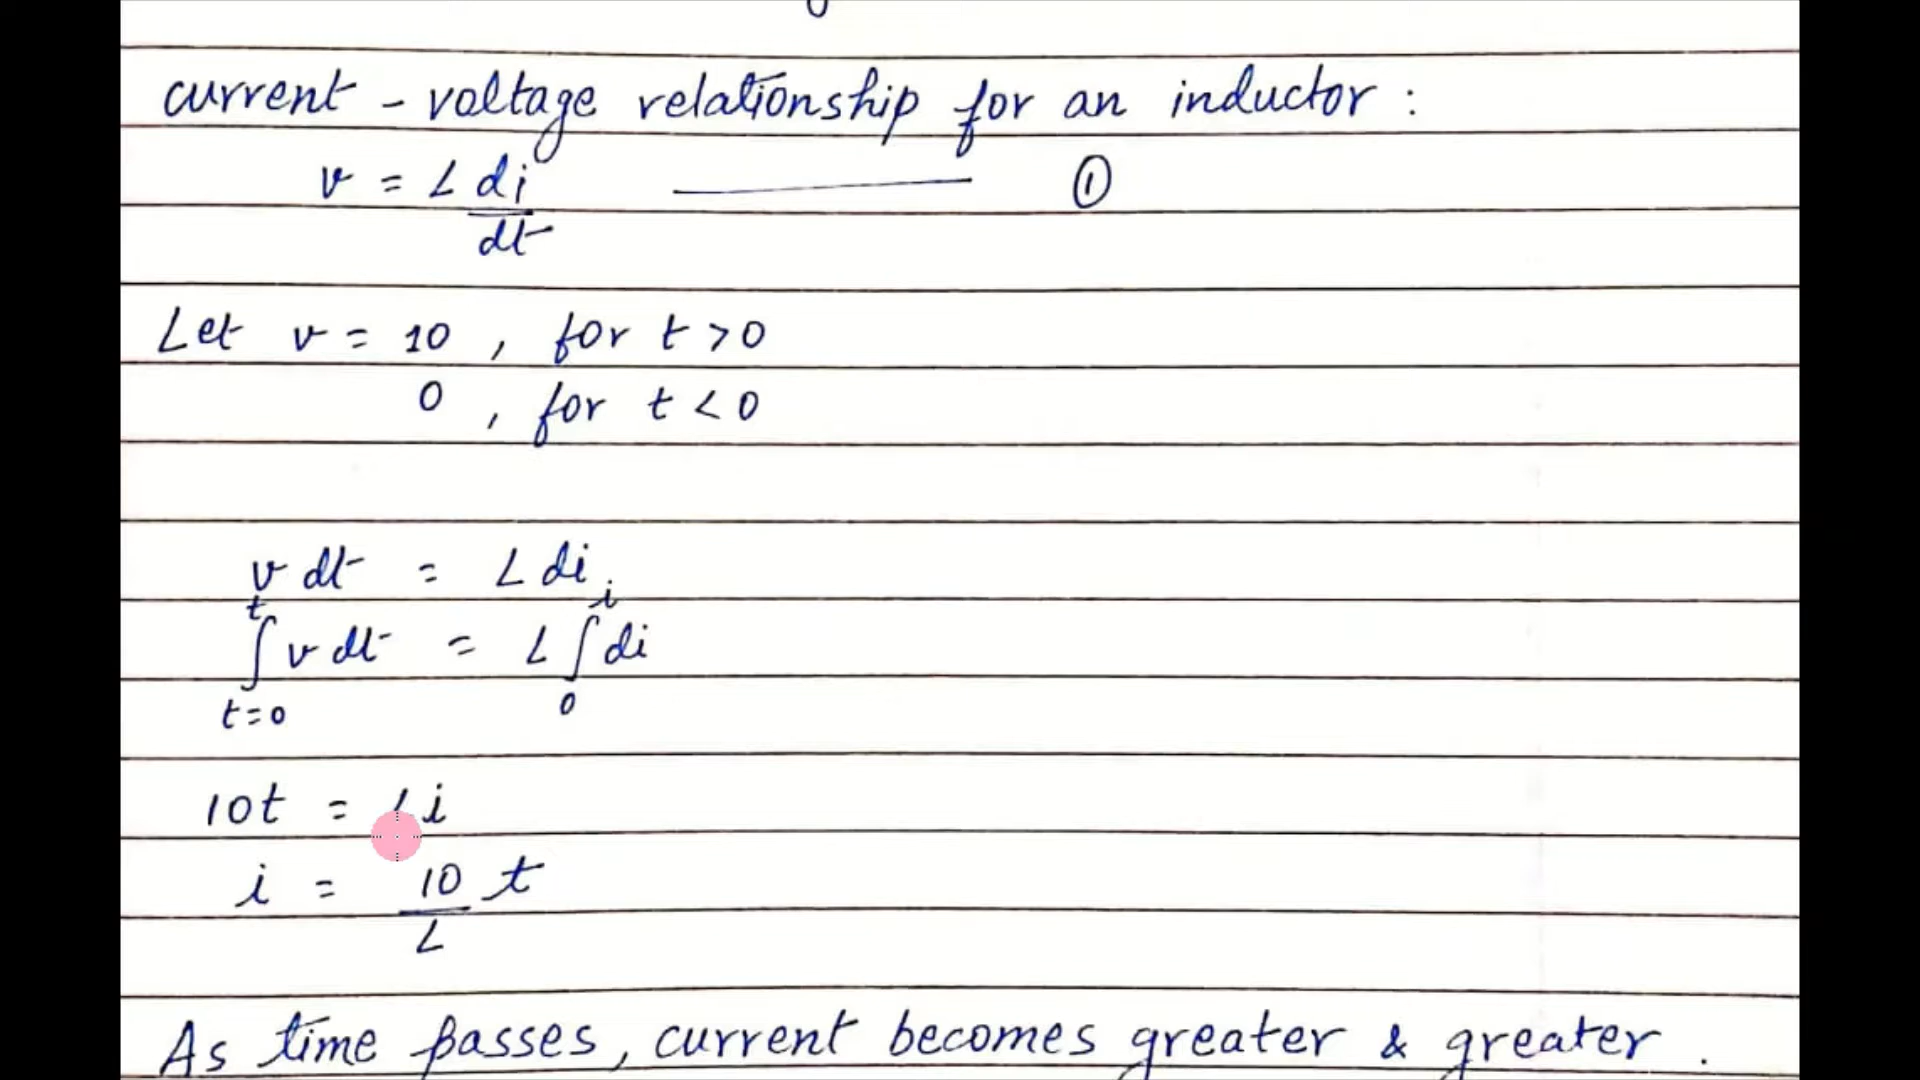 current - voltage relationship for an inductor :
v = L di/dt ——— ①
Let v = 10 , for t > 0
0 , for t < 0
v dt = L di
∫_{t=0}^{t} v dt = L ∫_{0}^{i} di
10t = L i
i = 10/L t
As time passes, current becomes greater & greater .